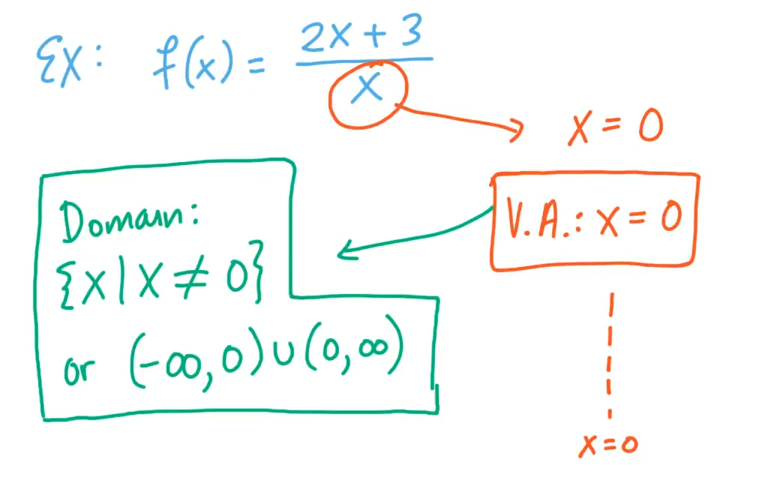 Ex: f(x) = (2x + 3)/x
x = 0
V.A.: x = 0
Domain:
{x | x ≠ 0}
or (-∞, 0) ∪ (0, ∞)
x = 0